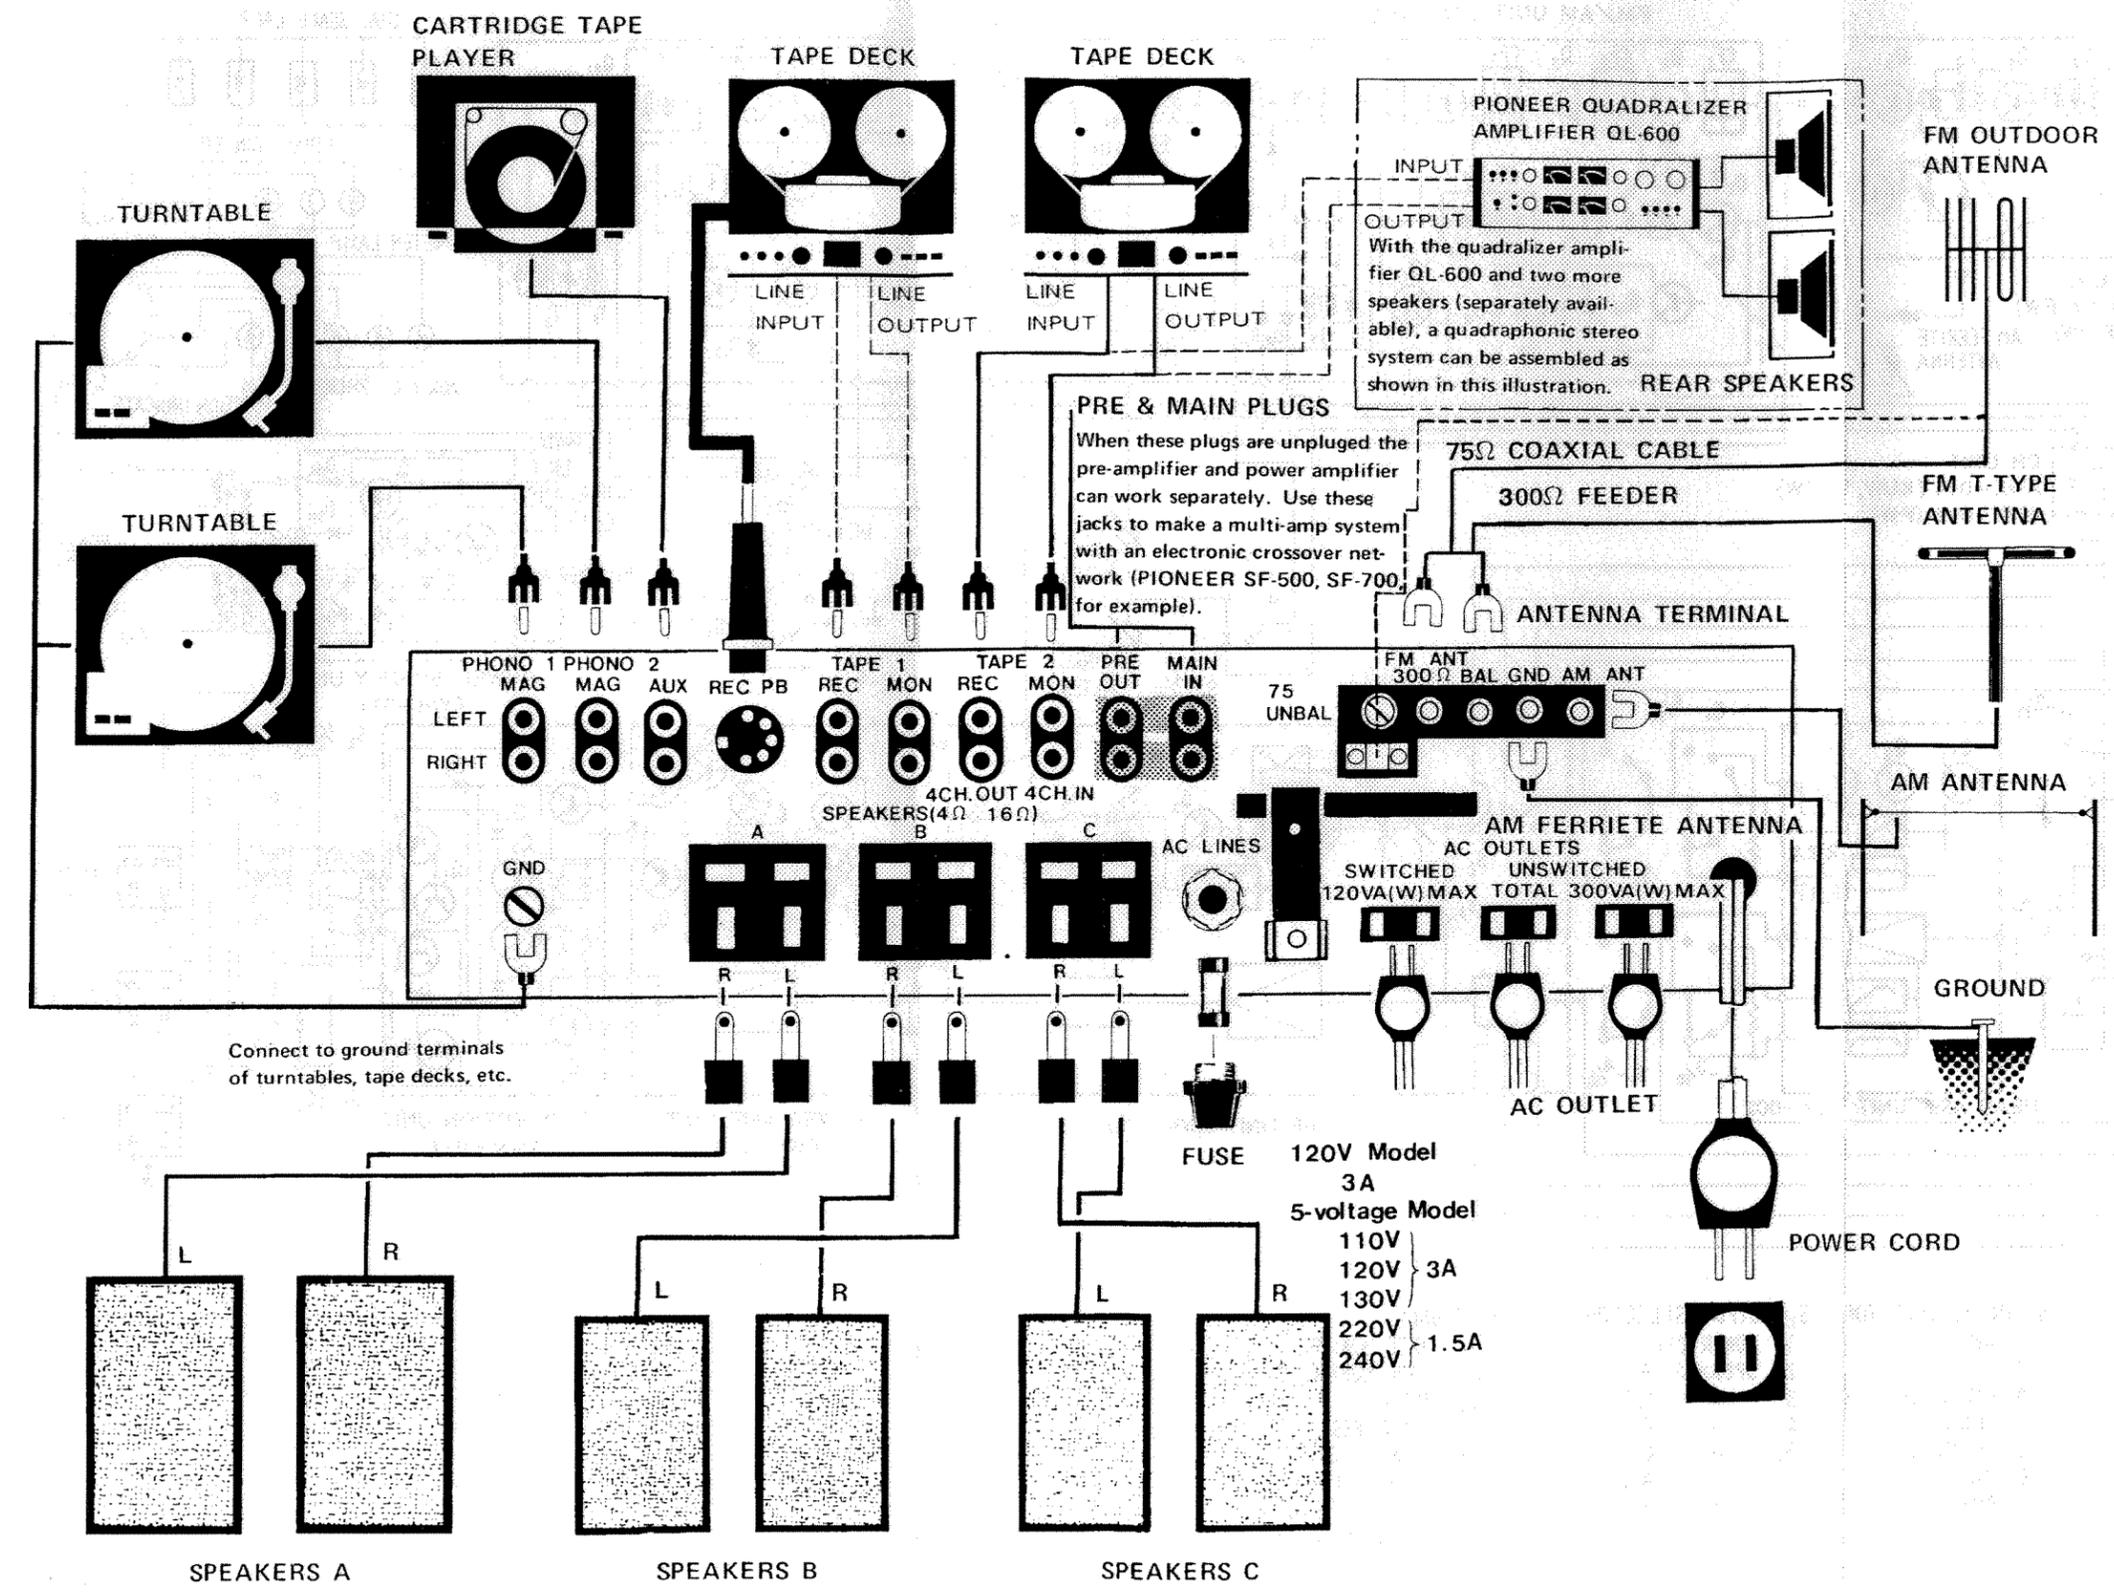 CARTRIDGE TAPE
PLAYER
TAPE DECK
TAPE DECK
PIONEER QUADRALIZER
AMPLIFIER QL-600
INPUT
OUTPUT
With the quadralizer ampli-
fier QL-600 and two more
speakers (separately avail-
able), a quadraphonic stereo
system can be assembled as
shown in this illustration.
REAR SPEAKERS
FM OUTDOOR
ANTENNA
TURNTABLE
LINE
INPUT
LINE
OUTPUT
LINE
INPUT
LINE
OUTPUT
PRE & MAIN PLUGS
When these plugs are unpluged the
pre-amplifier and power amplifier
can work separately. Use these
jacks to make a multi-amp system
with an electronic crossover net-
work (PIONEER SF-500, SF-700,
for example).
75Ω COAXIAL CABLE
300Ω FEEDER
FM T-TYPE
ANTENNA
TURNTABLE
ANTENNA TERMINAL
PHONO 1 PHONO 2
MAG MAG AUX REC PB
TAPE 1
REC MON
TAPE 2
REC MON
PRE
OUT
MAIN
IN
FM ANT
300Ω BAL GND AM ANT
75
UNBAL
LEFT
RIGHT
4CH.OUT 4CH.IN
SPEAKERS(4Ω 16Ω)
A B C
AM ANTENNA
AM FERRIETE ANTENNA
AC LINES
AC OUTLETS
SWITCHED UNSWITCHED
120VA(W)MAX TOTAL 300VA(W)MAX
GND
R L R L R L
GROUND
Connect to ground terminals
of turntables, tape decks, etc.
AC OUTLET
FUSE
120V Model
3A
5-voltage Model
110V
120V 3A
130V
220V
240V 1.5A
POWER CORD
L R L R L R
SPEAKERS A SPEAKERS B SPEAKERS C